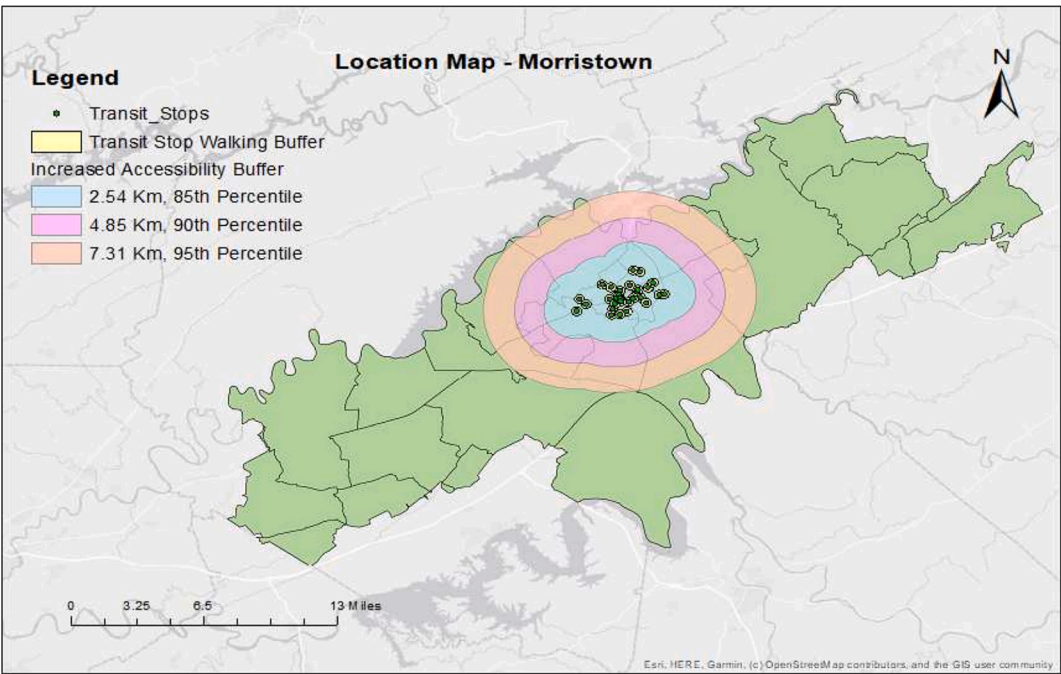 Location Map - Morristown
N
Legend
Transit_Stops
Transit Stop Walking Buffer
Increased Accessibility Buffer
2.54 Km, 85th Percentile
4.85 Km, 90th Percentile
7.31 Km, 95th Percentile
0 3.25 6.5 13 Miles
Esri, HERE, Garmin, (c) OpenStreetMap contributors, and the GIS user community